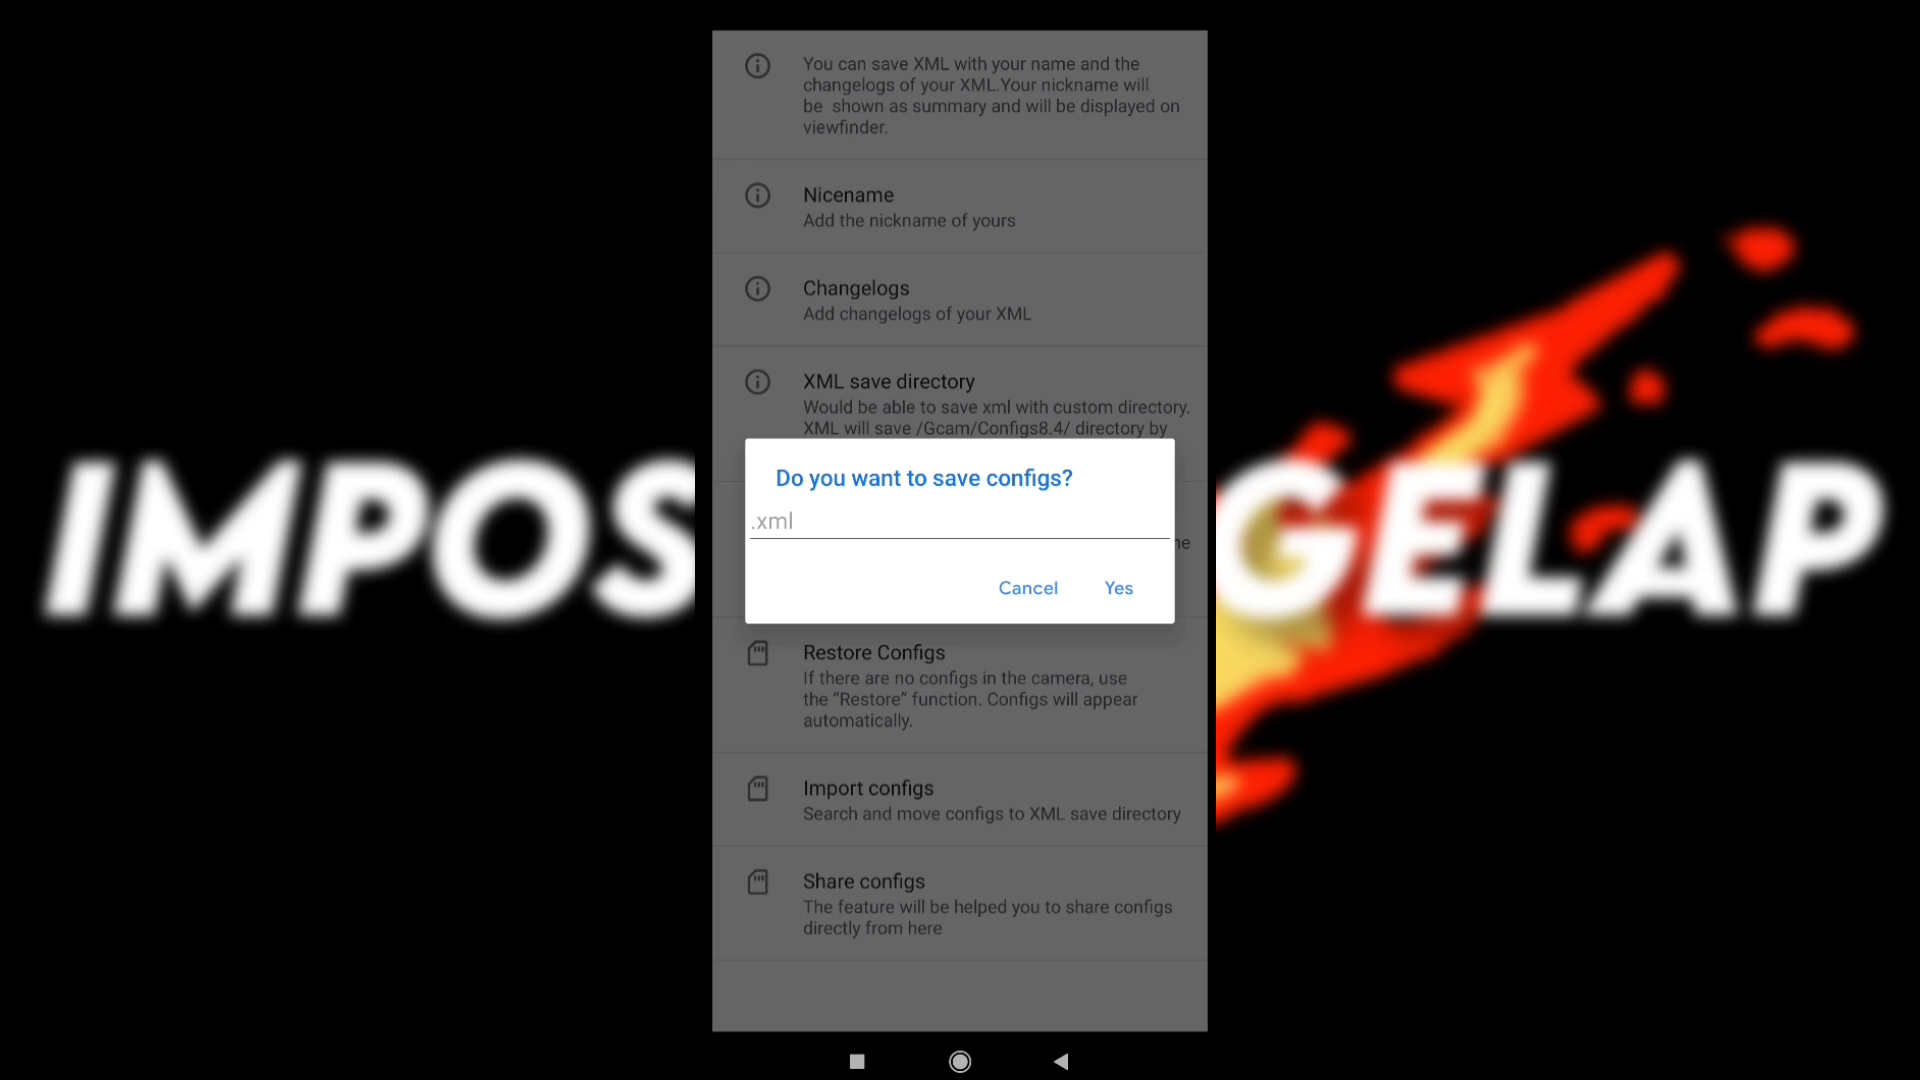 You can save XML with your name and the
changelogs of your XML.Your nickname will
be  shown as summary and will be displayed on
viewfinder.
Nicename
Add the nickname of yours
Changelogs
Add changelogs of your XML
XML save directory
Would be able to save xml with custom directory.
XML will save /Gcam/Configs8.4/ directory by
IMPOS
GELAP
Do you want to save configs?
.xml
ne
Cancel
Yes
Restore Configs
If there are no configs in the camera, use
the “Restore” function. Configs will appear
automatically.
Import configs
Search and move configs to XML save directory
Share configs
The feature will be helped you to share configs
directly from here